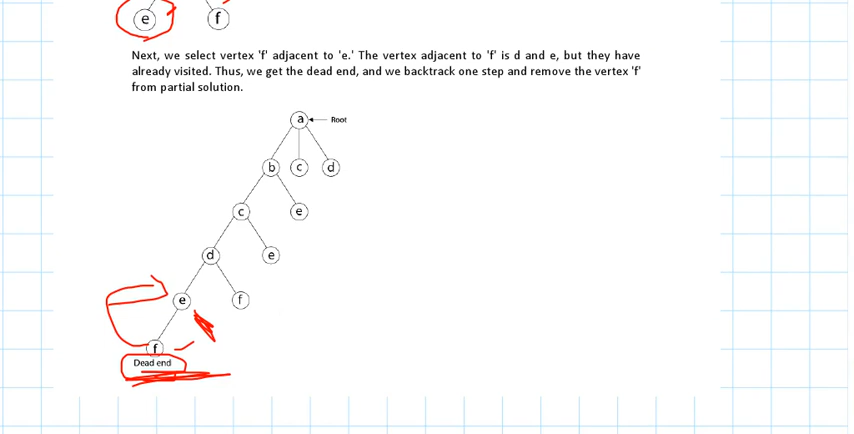 e f
Next, we select vertex 'f' adjacent to 'e.' The vertex adjacent to 'f' is d and e, but they have
already visited. Thus, we get the dead end, and we backtrack one step and remove the vertex 'f'
from partial solution.
a Root
b c d
c e
d e
e f
f
Dead end